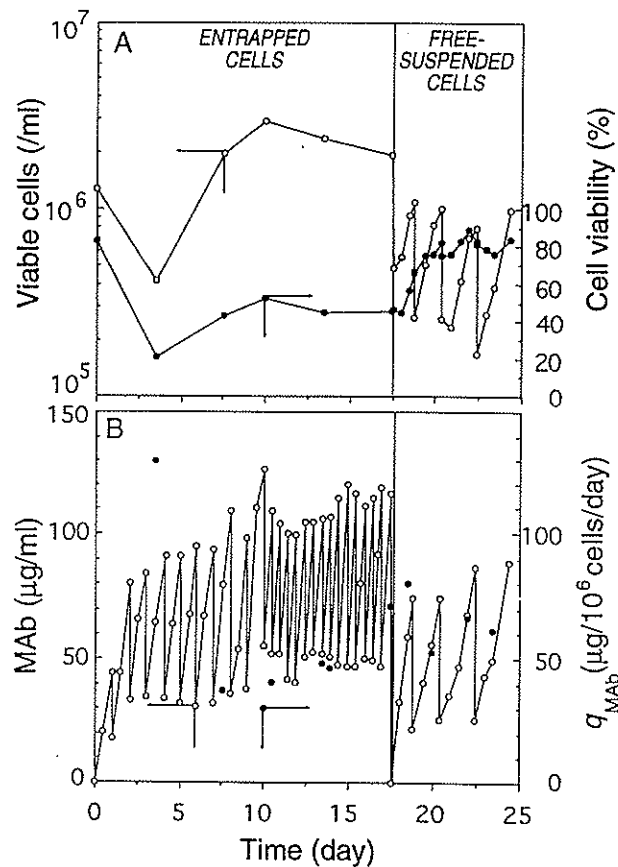 A
ENTRAPPED
CELLS
FREE-
SUSPENDED
CELLS
10⁷
10⁶
10⁵
Viable cells (/ml)
100
80
60
40
20
0
Cell viability (%)
B
150
100
50
0
MAb (µg/ml)
100
50
0
q MAb (µg/10⁶ cells/day)
0 5 10 15 20 25
Time (day)